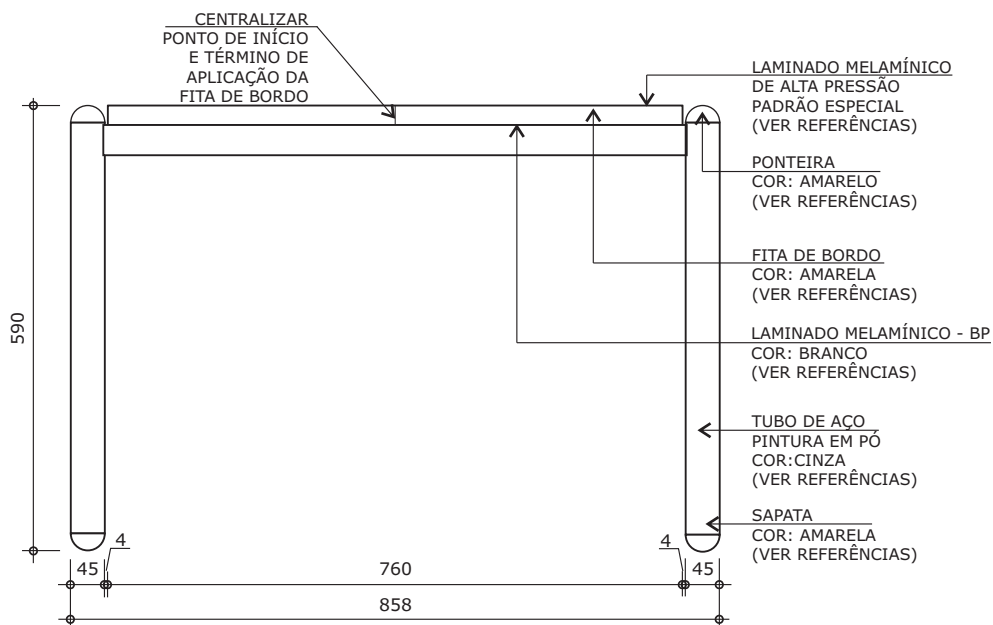 CENTRALIZAR
PONTO DE INÍCIO
E TÉRMINO DE
APLICAÇÃO DA
FITA DE BORDO
LAMINADO MELAMÍNICO
DE ALTA PRESSÃO
PADRÃO ESPECIAL
(VER REFERÊNCIAS)
PONTEIRA
COR: AMARELO
(VER REFERÊNCIAS)
FITA DE BORDO
COR: AMARELA
(VER REFERÊNCIAS)
LAMINADO MELAMÍNICO - BP
COR: BRANCO
(VER REFERÊNCIAS)
TUBO DE AÇO
PINTURA EM PÓ
COR:CINZA
(VER REFERÊNCIAS)
SAPATA
COR: AMARELA
(VER REFERÊNCIAS)
590
4
4
45
760
45
858